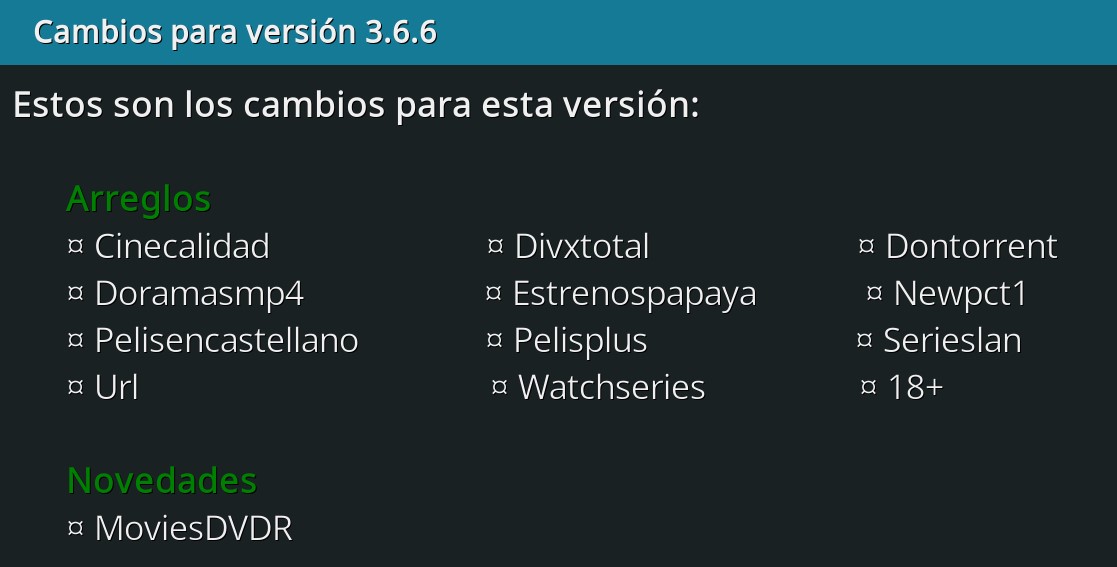 Cambios para versión 3.6.6
Estos son los cambios para esta versión:
Arreglos
¤ Cinecalidad ¤ Divxtotal ¤ Dontorrent
¤ Doramasmp4 ¤ Estrenospapaya ¤ Newpct1
¤ Pelisencastellano ¤ Pelisplus ¤ Serieslan
¤ Url ¤ Watchseries ¤ 18+
Novedades
¤ MoviesDVDR